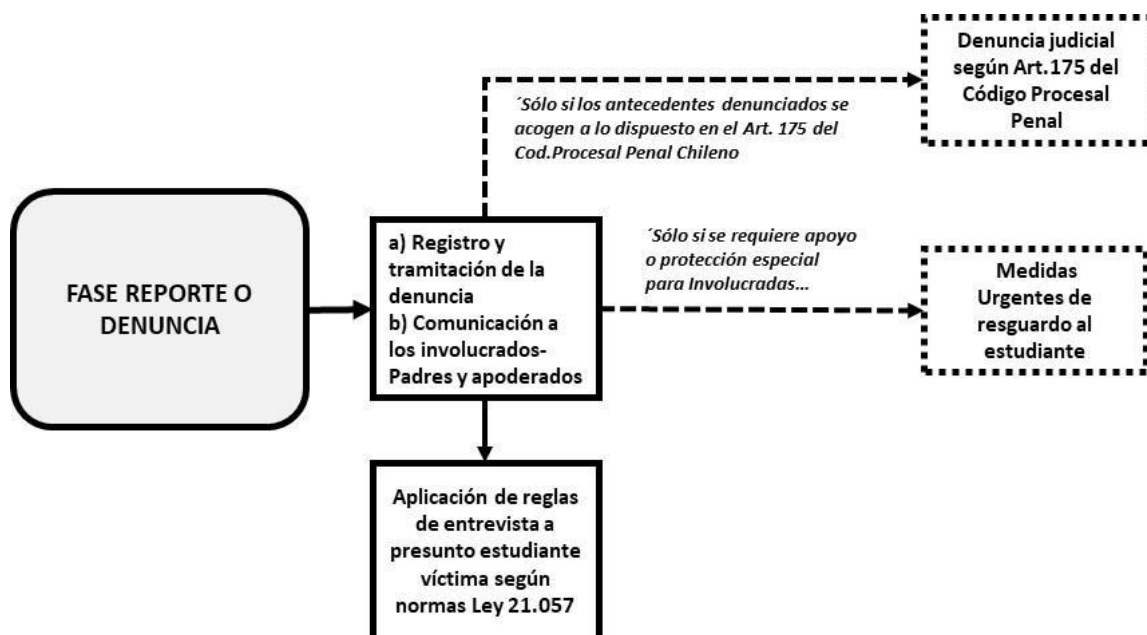 Denuncia judicial
según Art.175 del
Código Procesal
Penal
´Sólo si los antecedentes denunciados se
acogen a lo dispuesto en el Art. 175 del
Cod.Procesal Penal Chileno
FASE REPORTE O
DENUNCIA
a) Registro y
tramitación de la
denuncia
b) Comunicación a
los involucrados-
Padres y apoderados
´Sólo si se requiere apoyo
o protección especial
para Involucradas...
Medidas
Urgentes de
resguardo al
estudiante
Aplicación de reglas
de entrevista a
presunto estudiante
víctima según
normas Ley 21.057